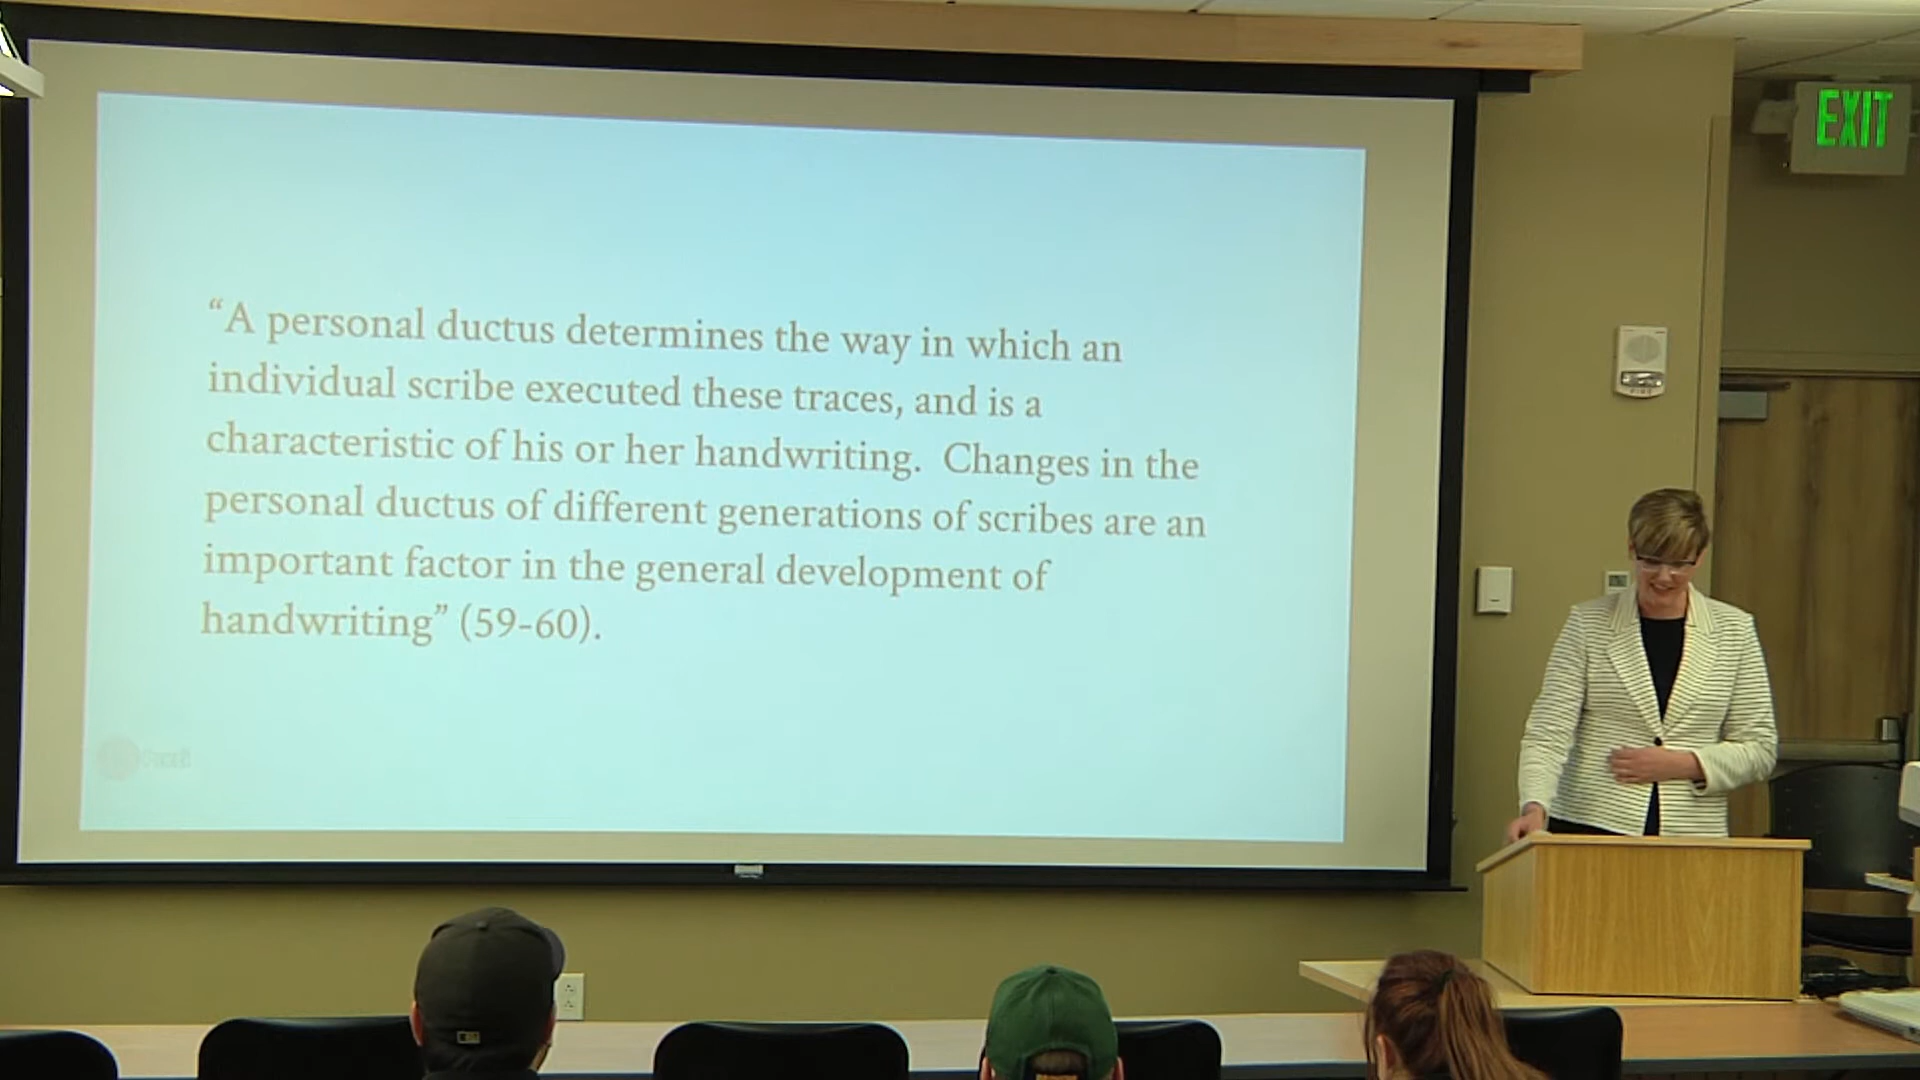 “A personal ductus determines the way in which an
individual scribe executed these traces, and is a
characteristic of his or her handwriting.  Changes in the
personal ductus of different generations of scribes are an
important factor in the general development of
handwriting” (59-60).
EXIT